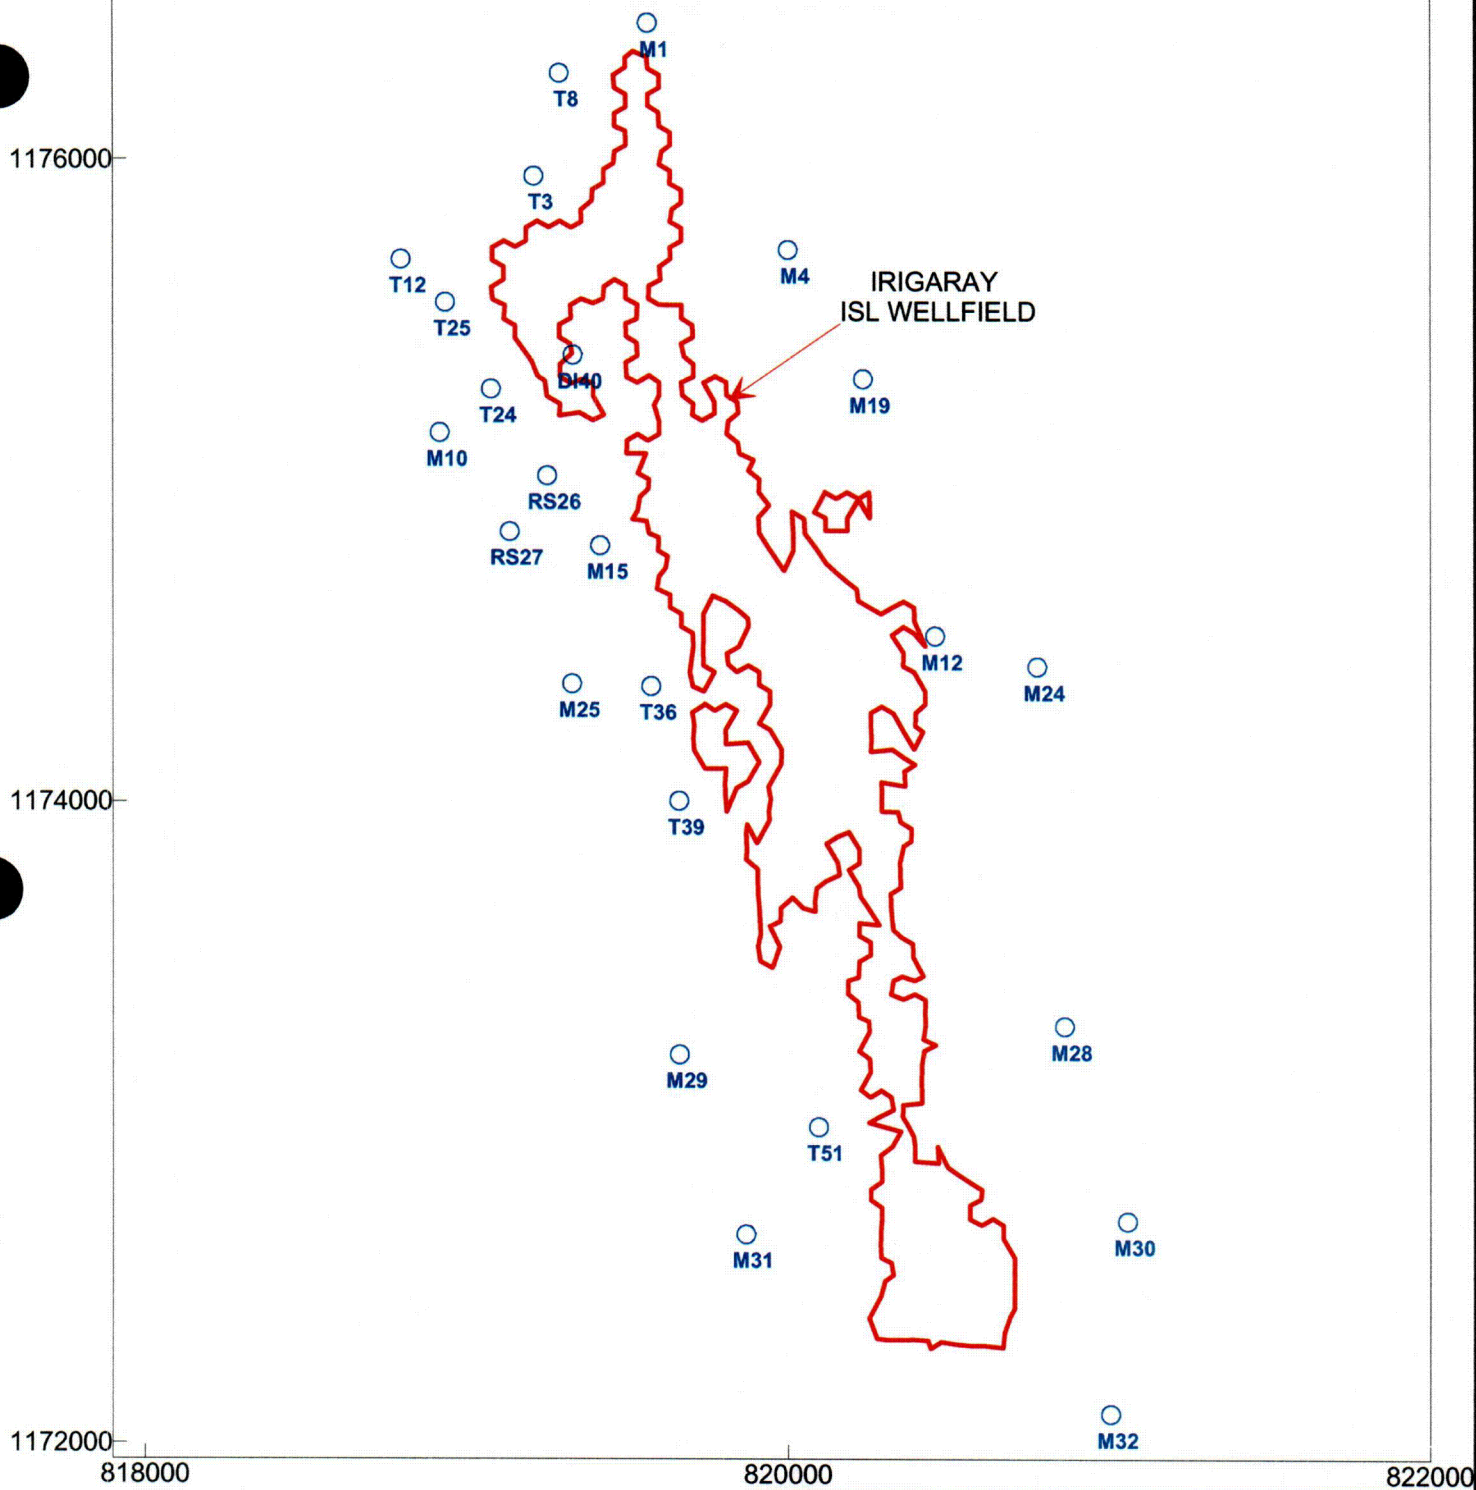 M1
T8
1176000
T3
M4
T12
IRIGARAY
ISL WELLFIELD
T25
DI40
M19
T24
M10
RS26
RS27
M15
M12
M24
M25
T36
1174000
T39
M28
M29
T51
M30
M31
M32
1172000
818000
820000
822000